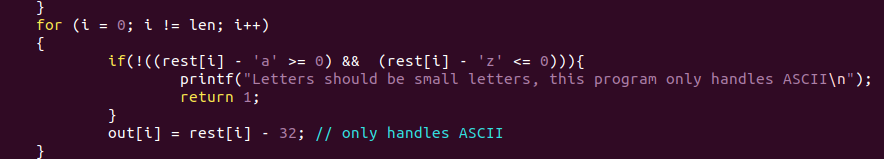 }
for (i = 0; i != len; i++)
{
if(!((rest[i] - 'a' >= 0) &&  (rest[i] - 'z' <= 0))){
printf("Letters should be small letters, this program only handles ASCII\n");
return 1;
}
out[i] = rest[i] - 32; // only handles ASCII
}